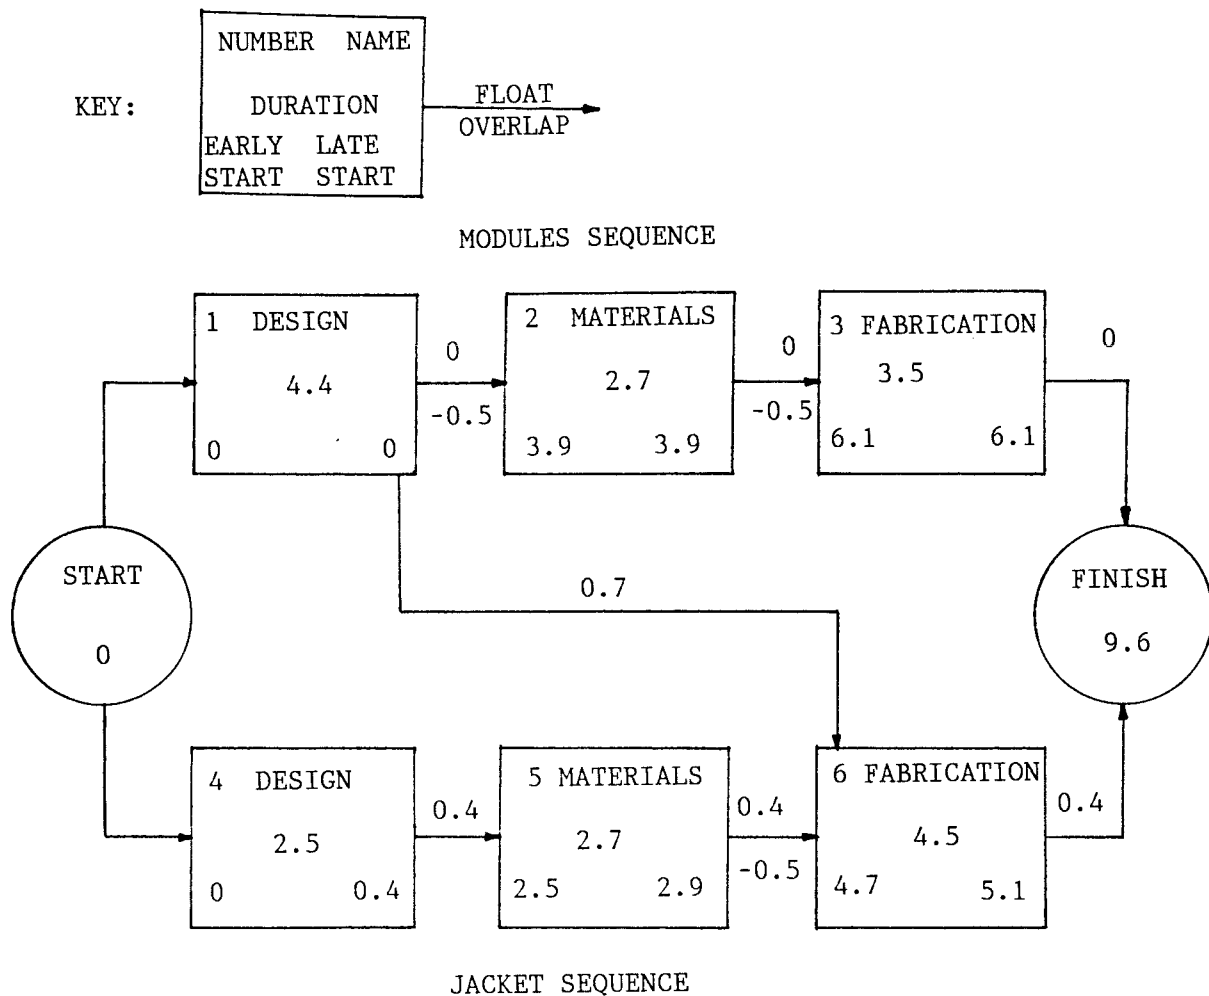 NUMBER NAME
KEY:
DURATION
FLOAT
OVERLAP
EARLY LATE
START START
MODULES SEQUENCE
1 DESIGN
4.4
0 0
0
-0.5
2 MATERIALS
2.7
3.9 3.9
0
-0.5
3 FABRICATION
3.5
6.1 6.1
0
START
0
0.7
FINISH
9.6
4 DESIGN
2.5
0 0.4
0.4
5 MATERIALS
2.7
2.5 2.9
0.4
-0.5
6 FABRICATION
4.5
4.7 5.1
0.4
JACKET SEQUENCE